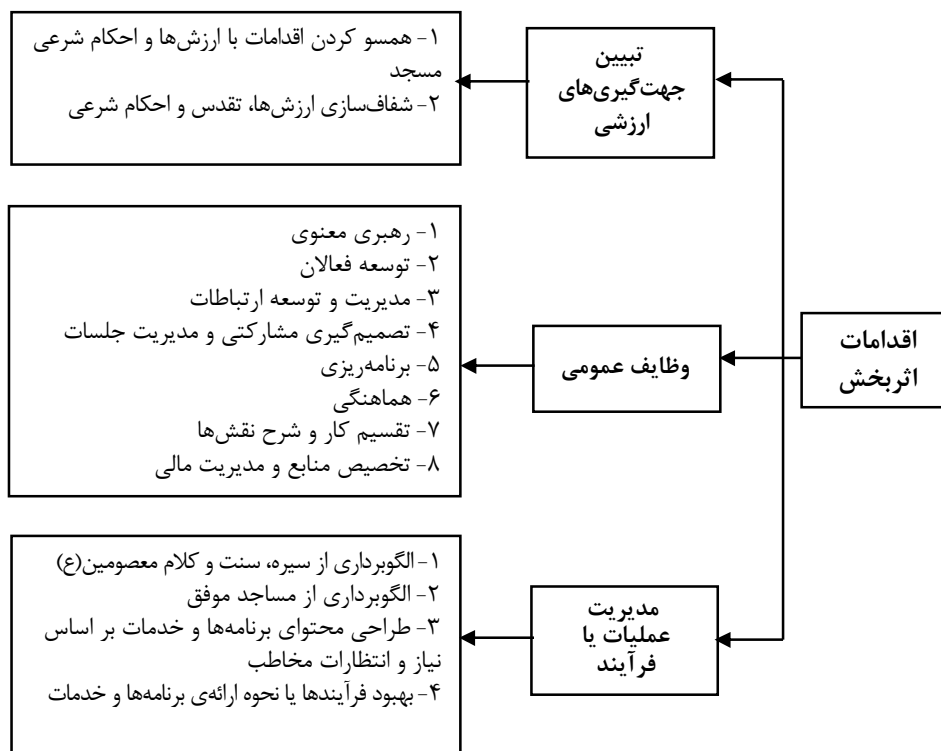 اقدامات
اثربخش
تبیین
جهت‌گیری‌های
ارزشی
۱- همسو کردن اقدامات با ارزش‌ها و احکام شرعی
مسجد
۲- شفاف‌سازی ارزش‌ها، تقدس و احکام شرعی
وظایف عمومی
۱- رهبری معنوی
۲- توسعه فعالان
۳- مدیریت و توسعه ارتباطات
۴- تصمیم‌گیری مشارکتی و مدیریت جلسات
۵- برنامه‌ریزی
۶- هماهنگی
۷- تقسیم کار و شرح نقش‌ها
۸- تخصیص منابع و مدیریت مالی
مدیریت
عملیات یا
فرآیند
۱- الگوبرداری از سیره، سنت و کلام معصومین(ع)
۲- الگوبرداری از مساجد موفق
۳- طراحی محتوای برنامه‌ها و خدمات بر اساس
نیاز و انتظارات مخاطب
۴- بهبود فرآیندها یا نحوه ارائه‌ی برنامه‌ها و خدمات